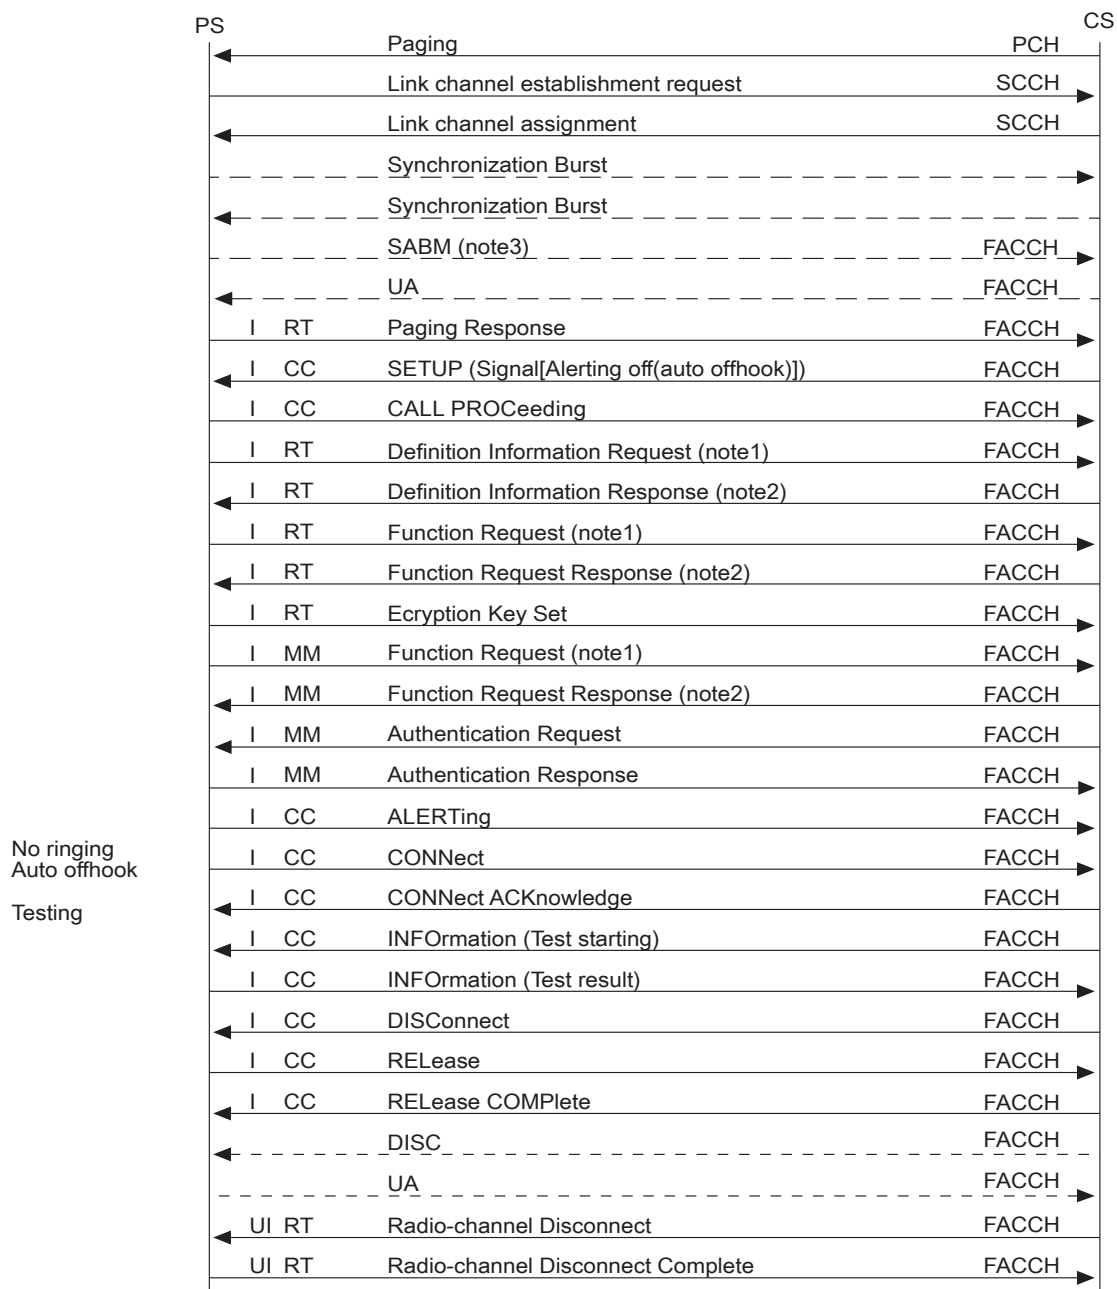 PS CS
Paging PCH
Link channel establishment request SCCH
Link channel assignment SCCH
Synchronization Burst
Synchronization Burst
SABM (note3) FACCH
UA FACCH
I RT Paging Response FACCH
I CC SETUP (Signal[Alerting off(auto offhook)]) FACCH
I CC CALL PROCeeding FACCH
I RT Definition Information Request (note1) FACCH
I RT Definition Information Response (note2) FACCH
I RT Function Request (note1) FACCH
I RT Function Request Response (note2) FACCH
I RT Ecryption Key Set FACCH
I MM Function Request (note1) FACCH
I MM Function Request Response (note2) FACCH
I MM Authentication Request FACCH
I MM Authentication Response FACCH
I CC ALERTing FACCH
No ringing
Auto offhook
I CC CONNect FACCH
Testing
I CC CONNect ACKnowledge FACCH
I CC INFOrmation (Test starting) FACCH
I CC INFOrmation (Test result) FACCH
I CC DISConnect FACCH
I CC RELease FACCH
I CC RELease COMPlete FACCH
DISC FACCH
UA FACCH
UI RT Radio-channel Disconnect FACCH
UI RT Radio-channel Disconnect Complete FACCH